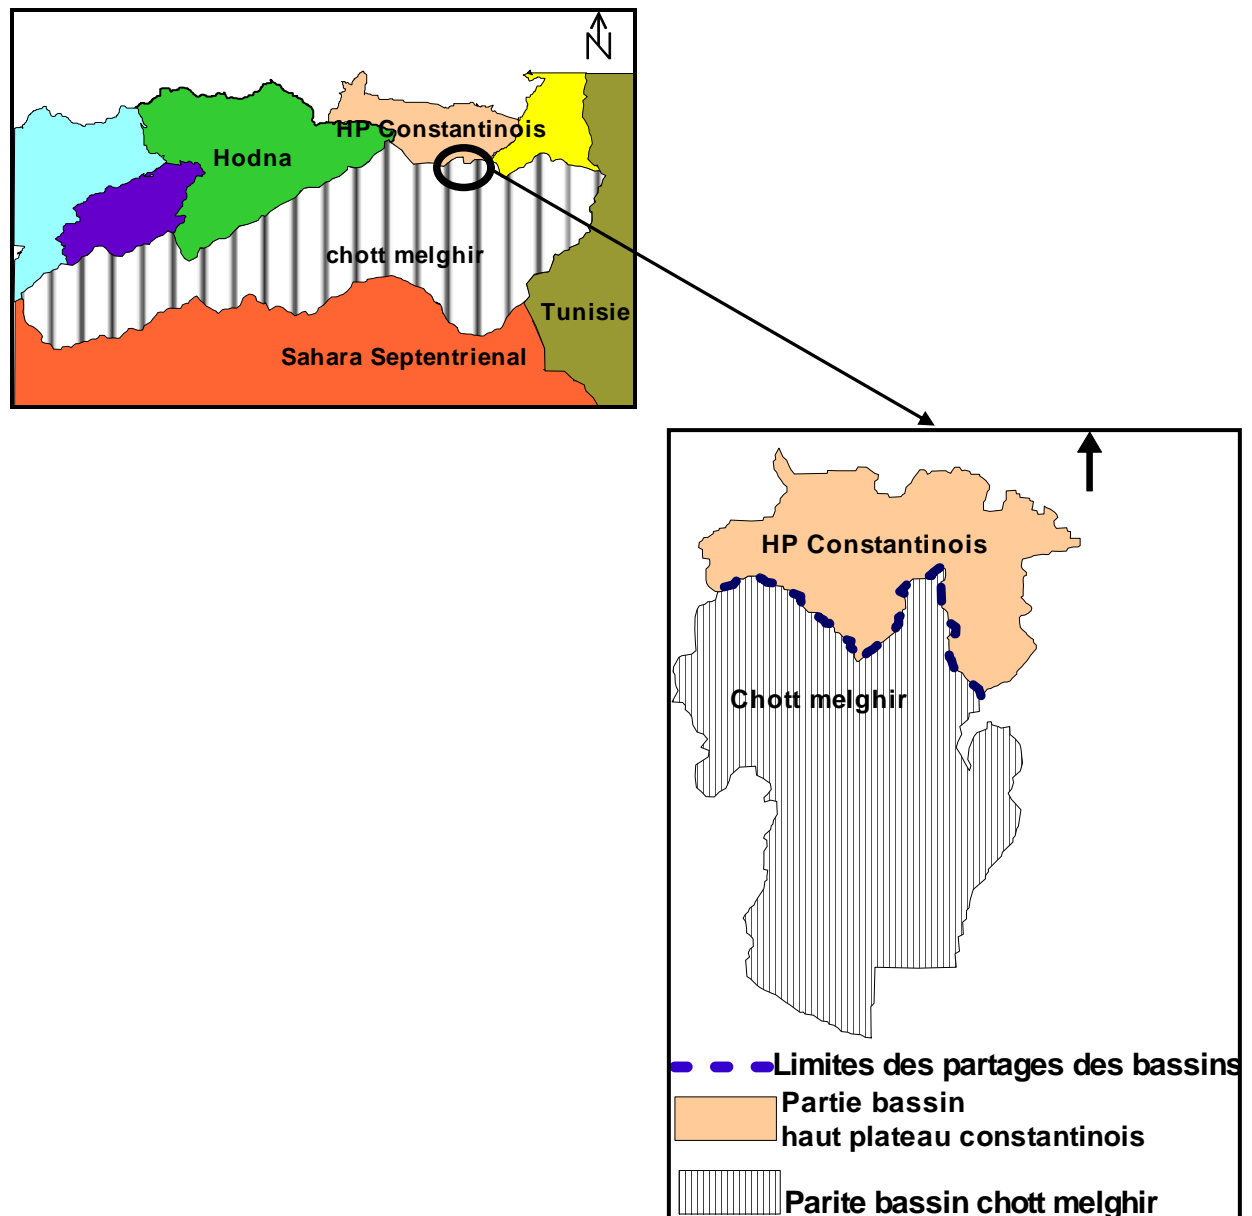 N
HP Constantinois
Hodna
chott melghir
Tunisie
Sahara Septentrienal
HP Constantinois
Chott melghir
Limites des partages des bassins
Partie bassin
haut plateau constantinois
Parite bassin chott melghir